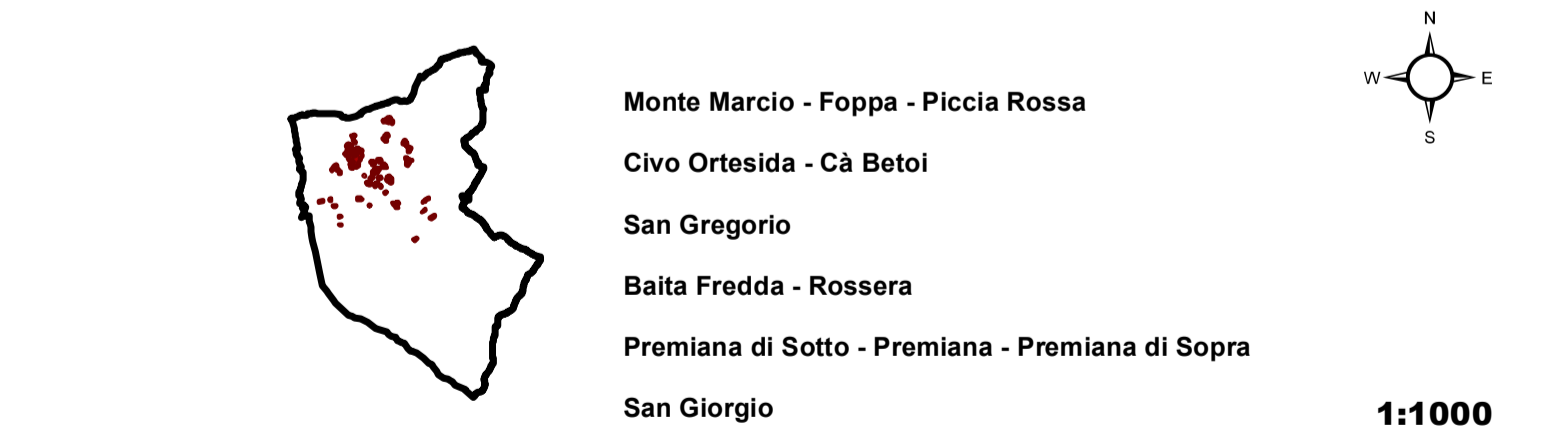 N
W E
S
Monte Marcio - Foppa - Piccia Rossa
Civo Ortesida - Cà Betoi
San Gregorio
Baita Fredda - Rossera
Premiana di Sotto - Premiana - Premiana di Sopra
San Giorgio
1:1000